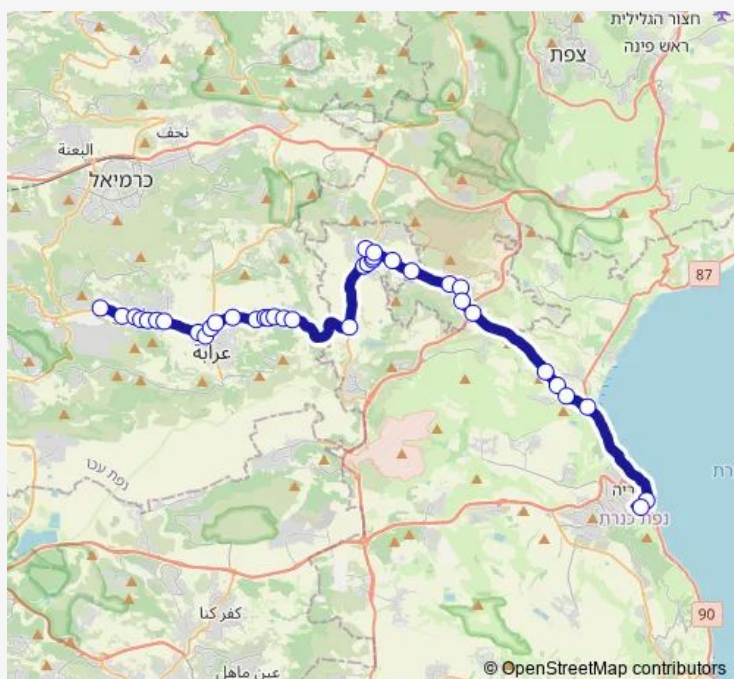 חצור הגלילית
ראש פינה
צפת
نحف
البعنة
כרמיאל
87
عرابة
נפת עכו
ריה
נפת כנרת
כפר כנא
90
עין מאהל
© OpenStreetMap contributors